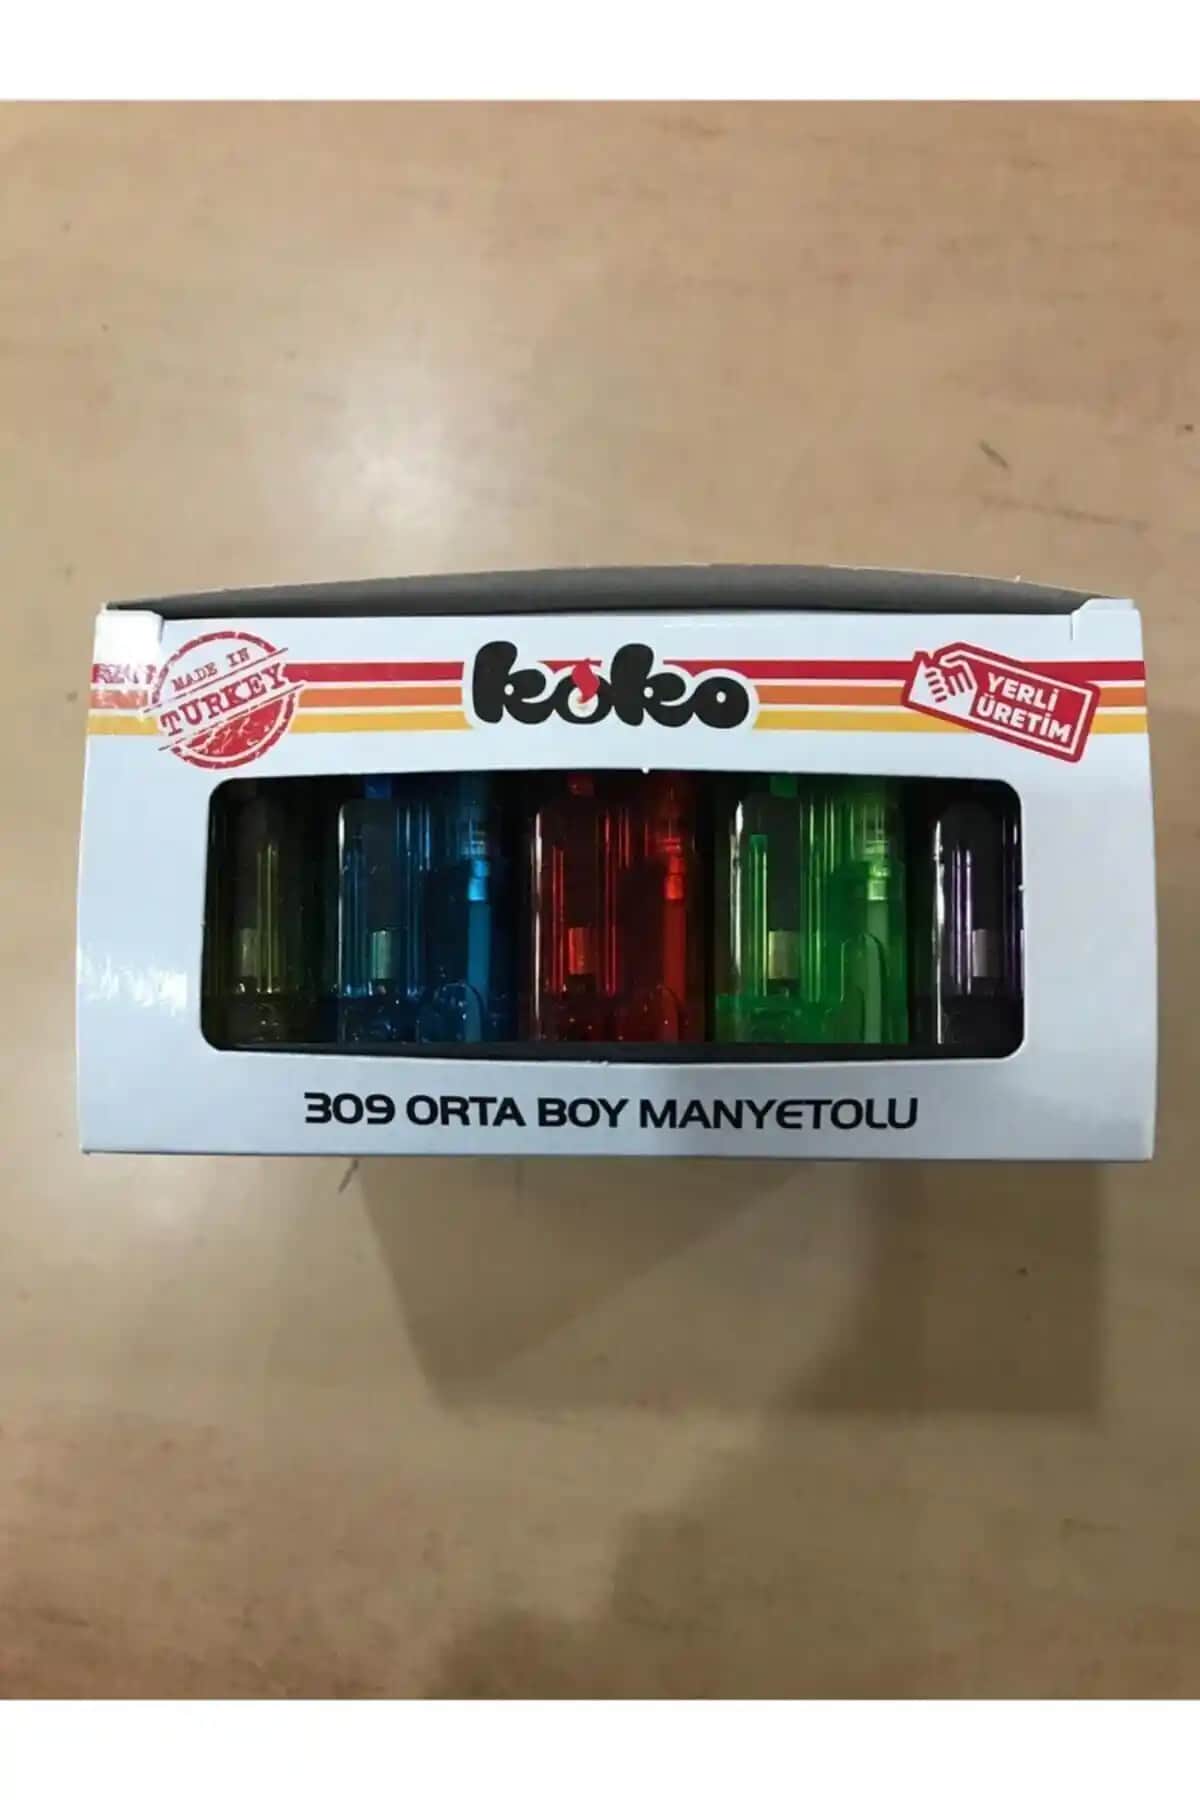 MADE IN
TURKEY
koko
YERLİ
ÜRETİM
309 ORTA BOY MANYETOLU